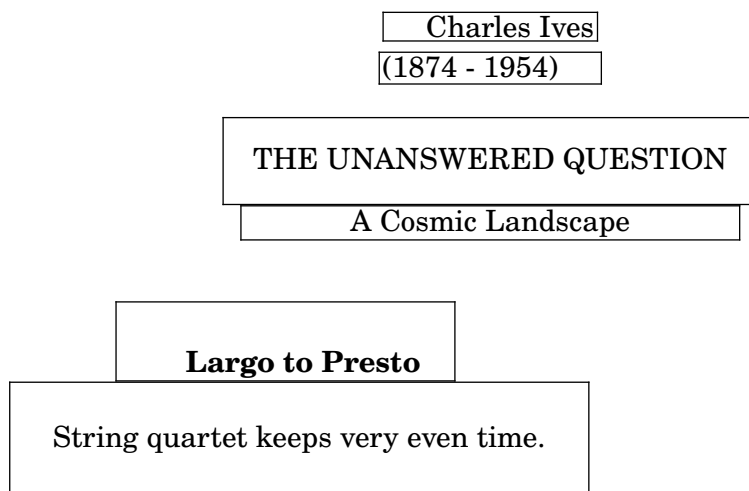 Charles Ives
(1874 - 1954)
THE UNANSWERED QUESTION
A Cosmic Landscape
Largo to Presto
String quartet keeps very even time.